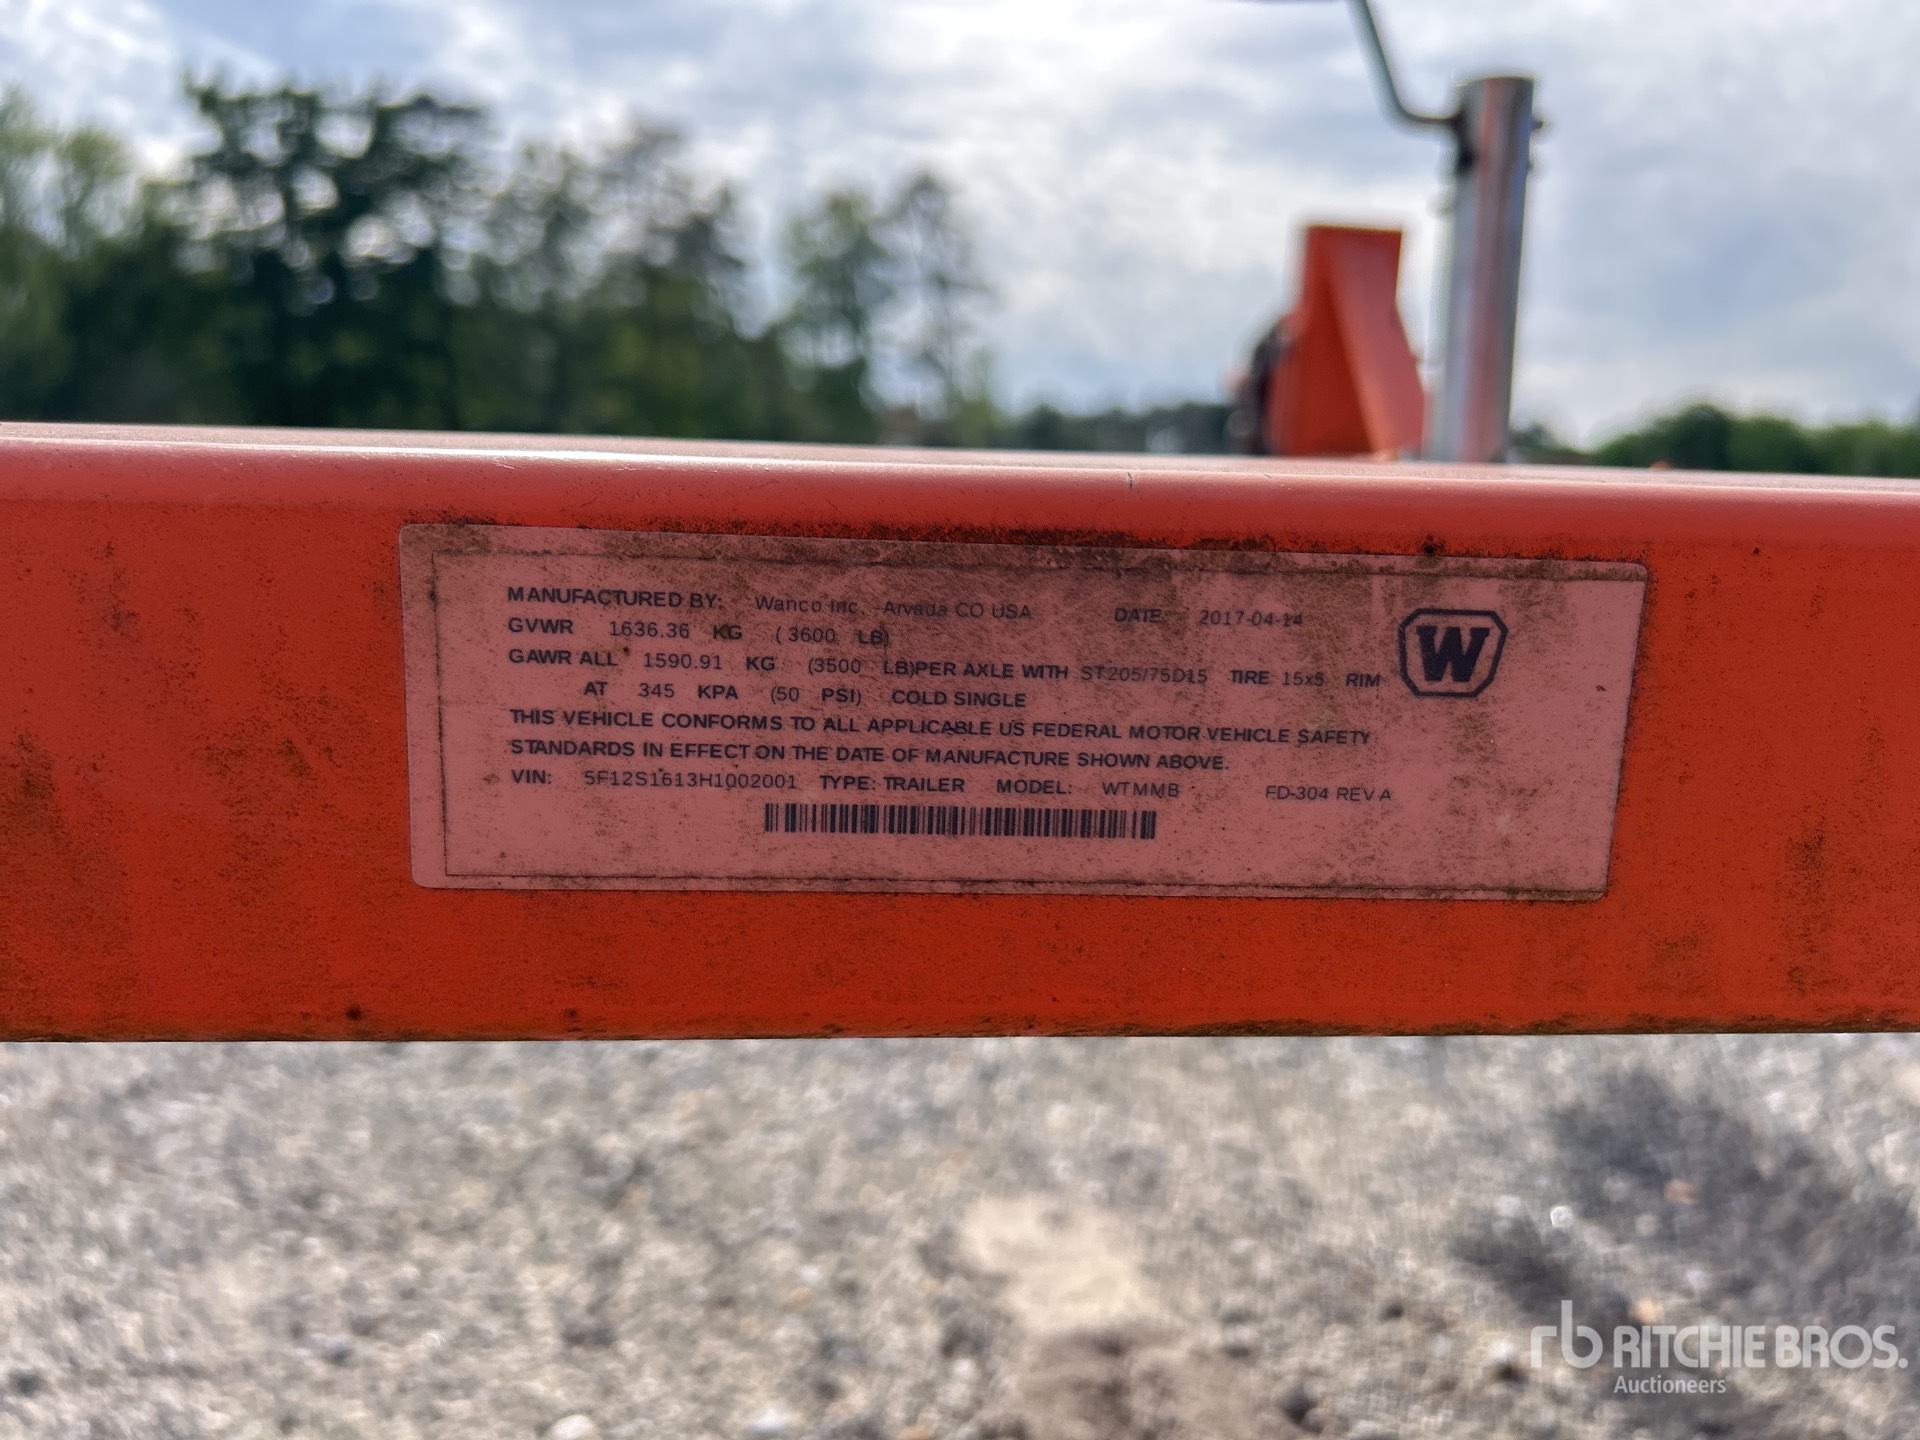 MANUFACTURED BY: Wanco Inc. Arvada CO USA DATE: 2017-04-14
GVWR 1636.36 KG (3600 LB)
GAWR ALL 1590.91 KG (3500 LB)PER AXLE WITH ST205/75D15 TIRE 15x5 RIM
AT 345 KPA (50 PSI) COLD SINGLE
THIS VEHICLE CONFORMS TO ALL APPLICABLE US FEDERAL MOTOR VEHICLE SAFETY
STANDARDS IN EFFECT ON THE DATE OF MANUFACTURE SHOWN ABOVE.
VIN: 5F12S1613H1002001 TYPE: TRAILER MODEL: WTMMB FD-304 REV A
W
rb RITCHIE BROS.
Auctioneers